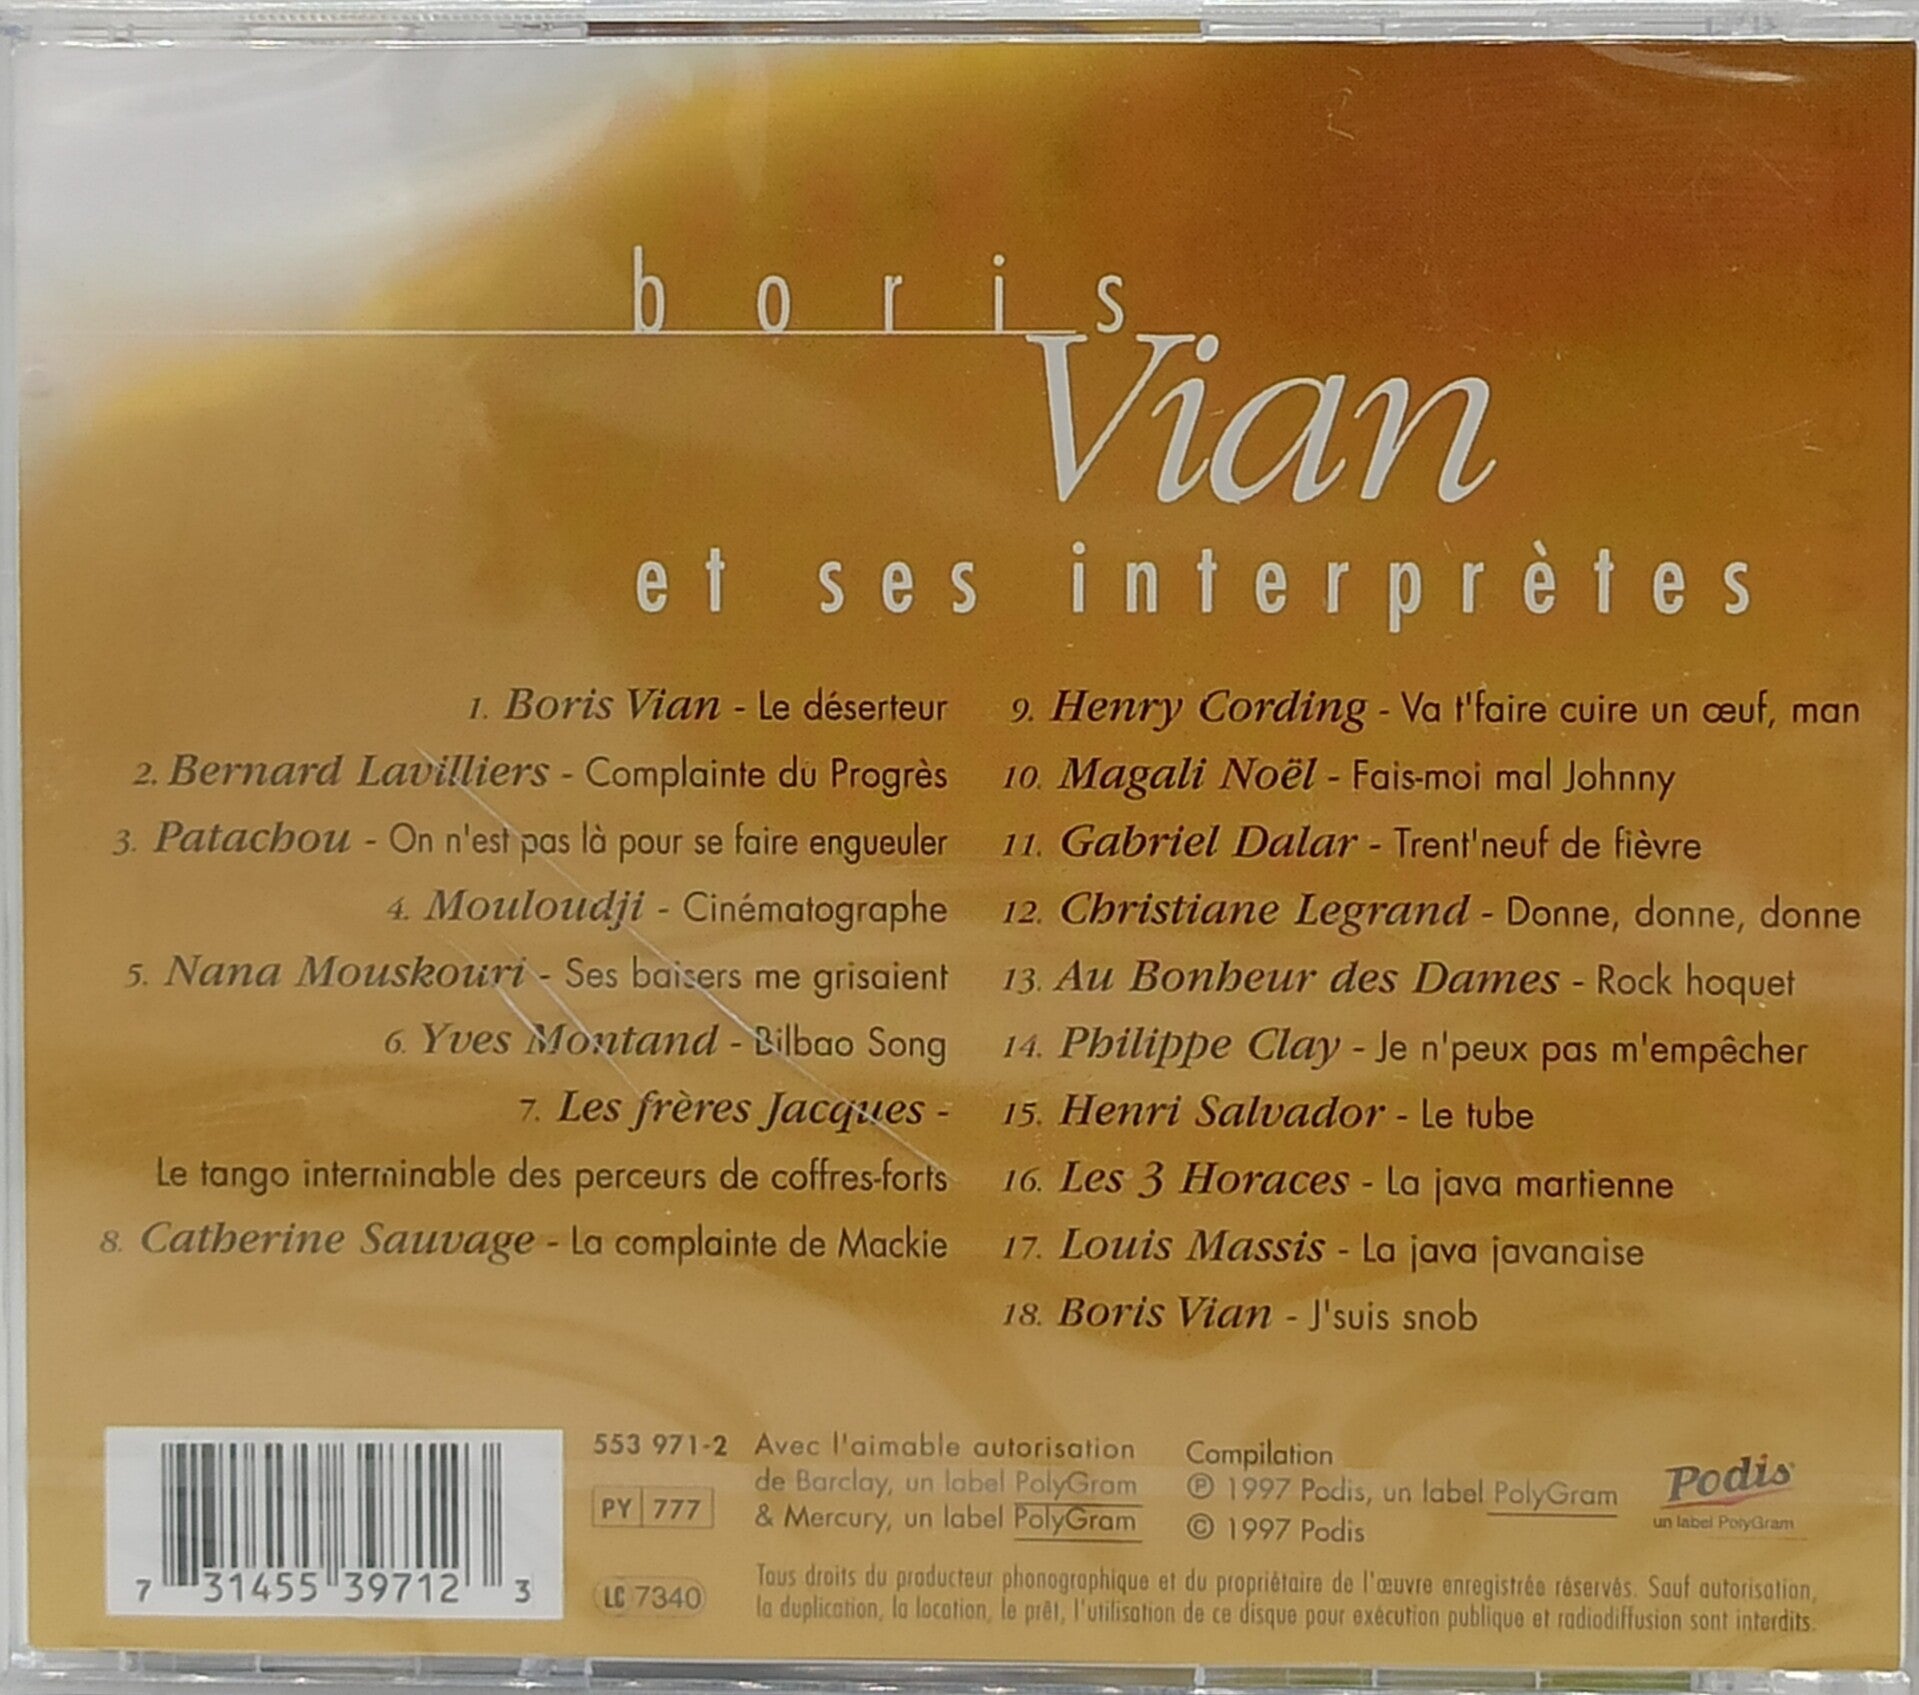 boris
Vian
et ses interprètes
1. Boris Vian - Le déserteur
2. Bernard Lavilliers - Complainte du Progrès
3. Patachou - On n'est pas là pour se faire engueuler
4. Mouloudji - Cinématographe
5. Nana Mouskouri - Ses baisers me grisaient
6. Yves Montand - Bilbao Song
7. Les frères Jacques -
Le tango interminable des perceurs de coffres-forts
8. Catherine Sauvage - La complainte de Mackie
9. Henry Cording - Va t'faire cuire un œuf, man
10. Magali Noël - Fais-moi mal Johnny
11. Gabriel Dalar - Trent'neuf de fièvre
12. Christiane Legrand - Donne, donne, donne
13. Au Bonheur des Dames - Rock hoquet
14. Philippe Clay - Je n'peux pas m'empêcher
15. Henri Salvador - Le tube
16. Les 3 Horaces - La java martienne
17. Louis Massis - La java javanaise
18. Boris Vian - J'suis snob
7 31455 39712 3
553 971-2
PY 777
LC 7340
Avec l'aimable autorisation
de Barclay, un label PolyGram
& Mercury, un label PolyGram
Compilation
℗ 1997 Podis, un label PolyGram
© 1997 Podis
Podis
un label PolyGram
Tous droits du producteur phonographique et du propriétaire de l'œuvre enregistrée réservés. Sauf autorisation,
la duplication, la location, le prêt, l'utilisation de ce disque pour exécution publique et radiodiffusion sont interdits.